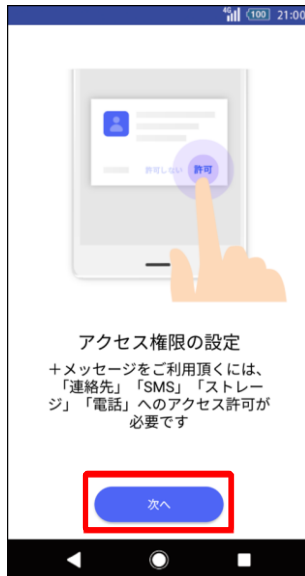 4G 100 21:00
許可しない 許可
アクセス権限の設定
+メッセージをご利用頂くには、
「連絡先」「SMS」「ストレー
ジ」「電話」へのアクセス許可が
必要です
次へ